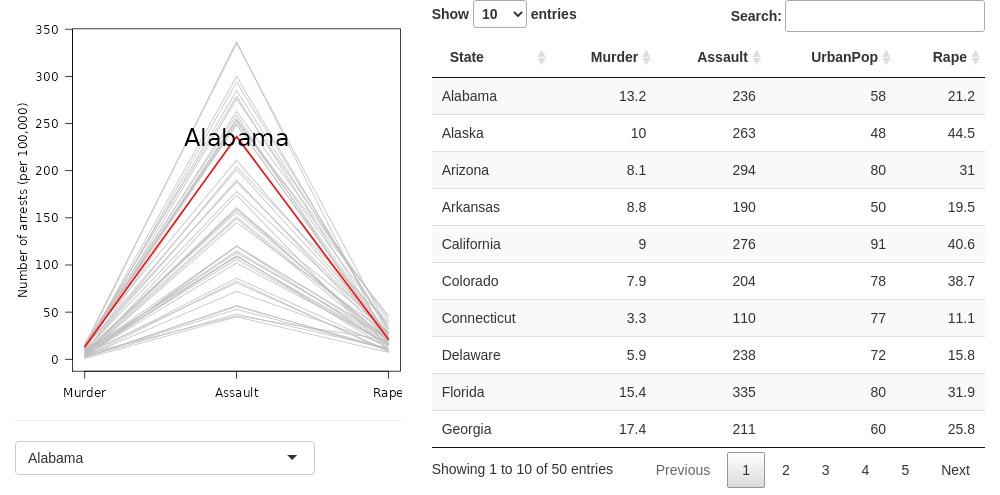 350
300
250
200
150
100
50
0
Number of arrests (per 100,000)
Alabama
Murder Assault Rape
Alabama
Show 10 entries
Search:
State Murder Assault UrbanPop Rape
Alabama 13.2 236 58 21.2
Alaska 10 263 48 44.5
Arizona 8.1 294 80 31
Arkansas 8.8 190 50 19.5
California 9 276 91 40.6
Colorado 7.9 204 78 38.7
Connecticut 3.3 110 77 11.1
Delaware 5.9 238 72 15.8
Florida 15.4 335 80 31.9
Georgia 17.4 211 60 25.8
Showing 1 to 10 of 50 entries
Previous 1 2 3 4 5 Next